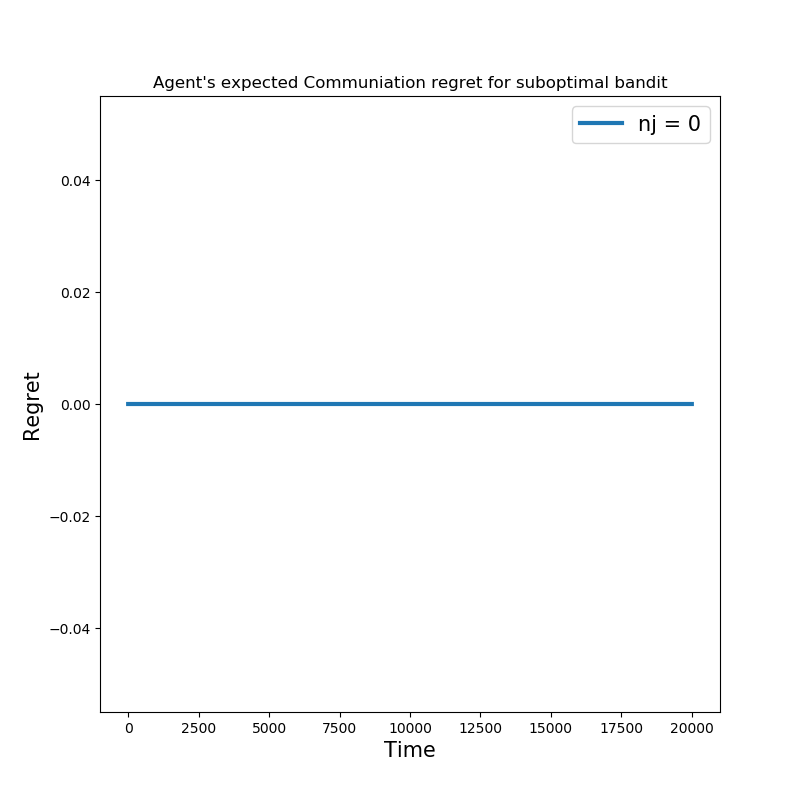 Agent's expected Communiation regret for suboptimal bandit
nj = 0
0.04
0.02
0.00
−0.02
−0.04
Regret
0 2500 5000 7500 10000 12500 15000 17500 20000
Time